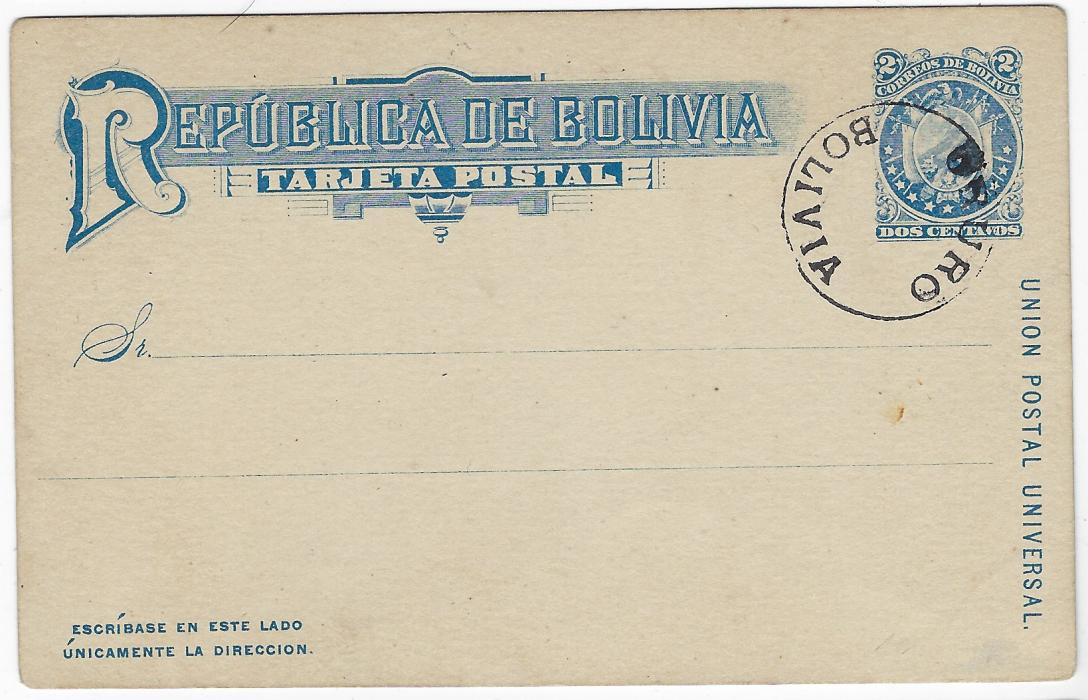 REPÚBLICA DE BOLIVIA
TARJETA POSTAL
2 2
CORREOS DE BOLIVIA
DOS CENTAVOS
ORURO
BOLIVIA
Sr.
UNION POSTAL UNIVERSAL.
ESCRÍBASE EN ESTE LADO
ÚNICAMENTE LA DIRECCION.